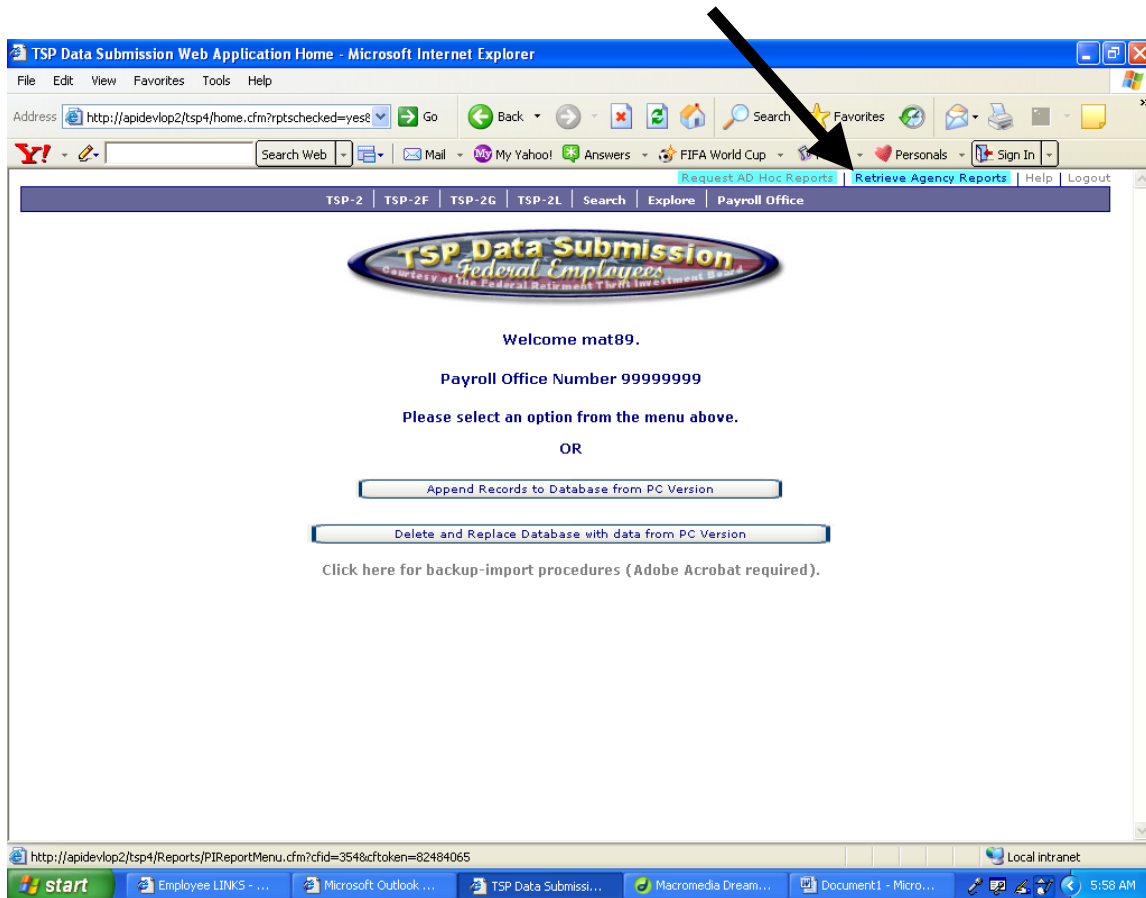 TSP Data Submission Web Application Home - Microsoft Internet Explorer
File Edit View Favorites Tools Help
Address http://apidevlop2/tsp4/home.cfm?rptschecked=yes& Go Back Search Favorites
Y! Search Web Mail My Yahoo! Answers FIFA World Cup Personals Sign In
Request AD Hoc Reports | Retrieve Agency Reports | Help | Logout
TSP-2 | TSP-2F | TSP-2G | TSP-2L | Search | Explore | Payroll Office
TSP Data Submission
Federal Employees
Courtesy of the Federal Retirment Thrift Investment Board
Welcome mat89.
Payroll Office Number 99999999
Please select an option from the menu above.
OR
Append Records to Database from PC Version
Delete and Replace Database with data from PC Version
Click here for backup-import procedures (Adobe Acrobat required).
http://apidevlop2/tsp4/Reports/PIReportMenu.cfm?cfid=354&cftoken=82484065 Local intranet
start Employee LINKS - ... Microsoft Outlook ... TSP Data Submissi... Macromedia Dream... Document1 - Micro... 5:58 AM